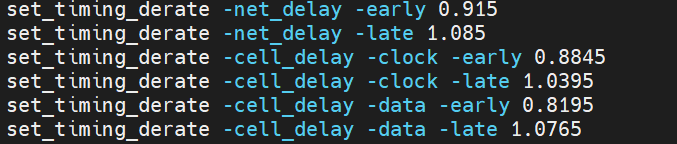 set_timing_derate -net_delay -early 0.915
set_timing_derate -net_delay -late 1.085
set_timing_derate -cell_delay -clock -early 0.8845
set_timing_derate -cell_delay -clock -late 1.0395
set_timing_derate -cell_delay -data -early 0.8195
set_timing_derate -cell_delay -data -late 1.0765